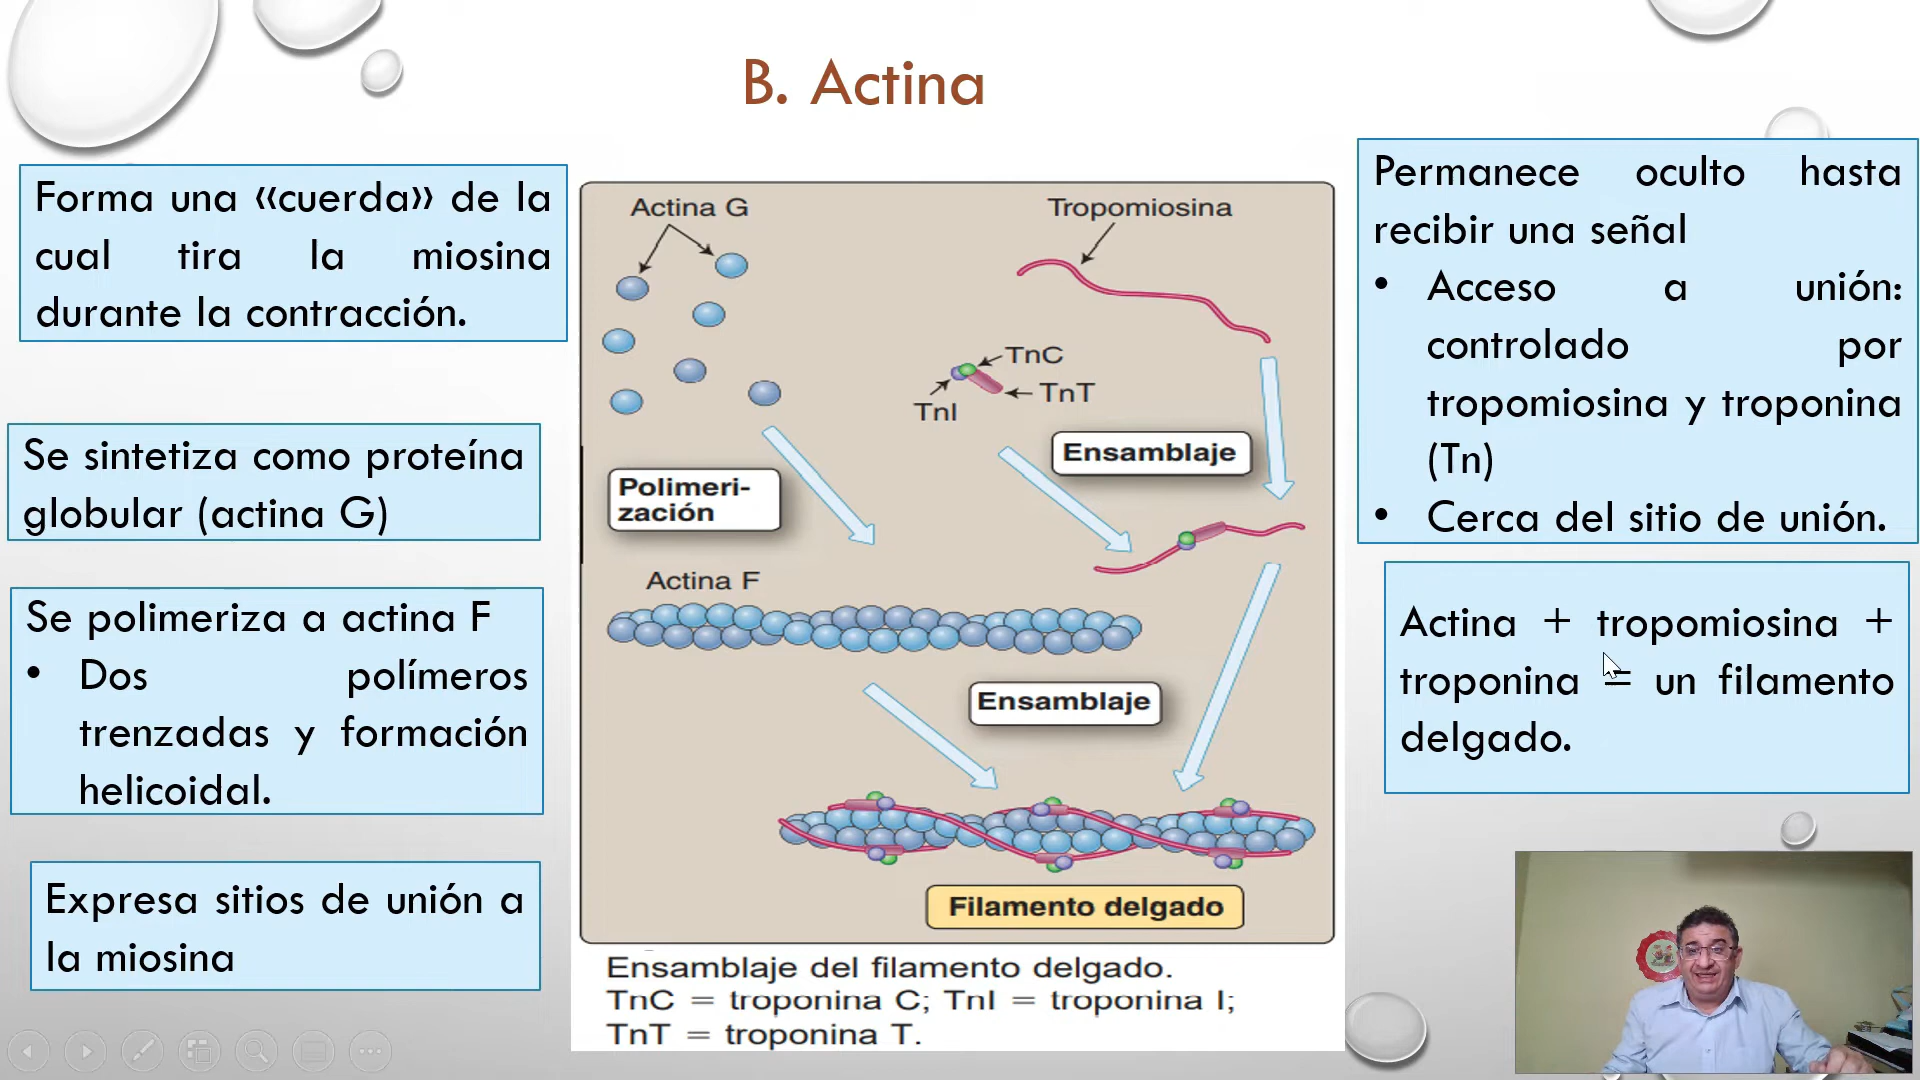 B. Actina
Forma una «cuerda» de la
cual tira la miosina
durante la contracción.
Se sintetiza como proteína
globular (actina G)
Se polimeriza a actina F
• Dos polímeros
trenzadas y formación
helicoidal.
Expresa sitios de unión a
la miosina
Actina G
Tropomiosina
TnC
TnT
TnI
Ensamblaje
Polimeri-
zación
Actina F
Ensamblaje
Filamento delgado
Ensamblaje del filamento delgado.
TnC = troponina C; TnI = troponina I;
TnT = troponina T.
Permanece oculto hasta
recibir una señal
• Acceso a unión:
controlado por
tropomiosina y troponina
(Tn)
• Cerca del sitio de unión.
Actina + tropomiosina +
troponina = un filamento
delgado.